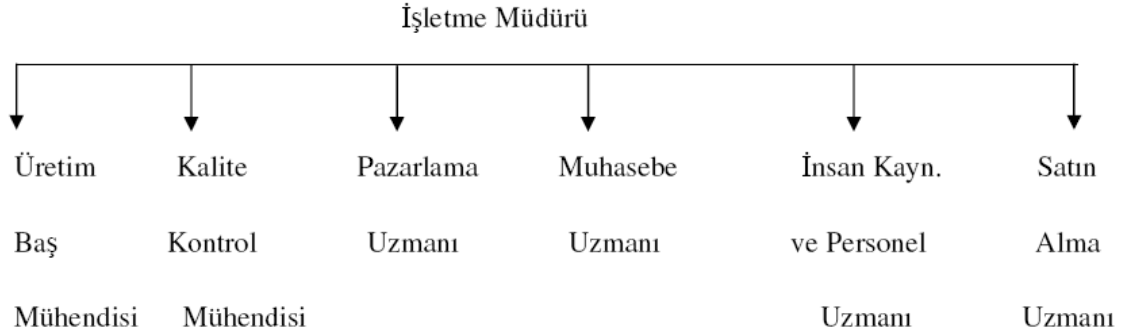 İşletme Müdürü
Üretim Kalite Pazarlama Muhasebe İnsan Kayn. Satın
Baş Kontrol Uzmanı Uzmanı ve Personel Alma
Mühendisi Mühendisi Uzmanı Uzmanı